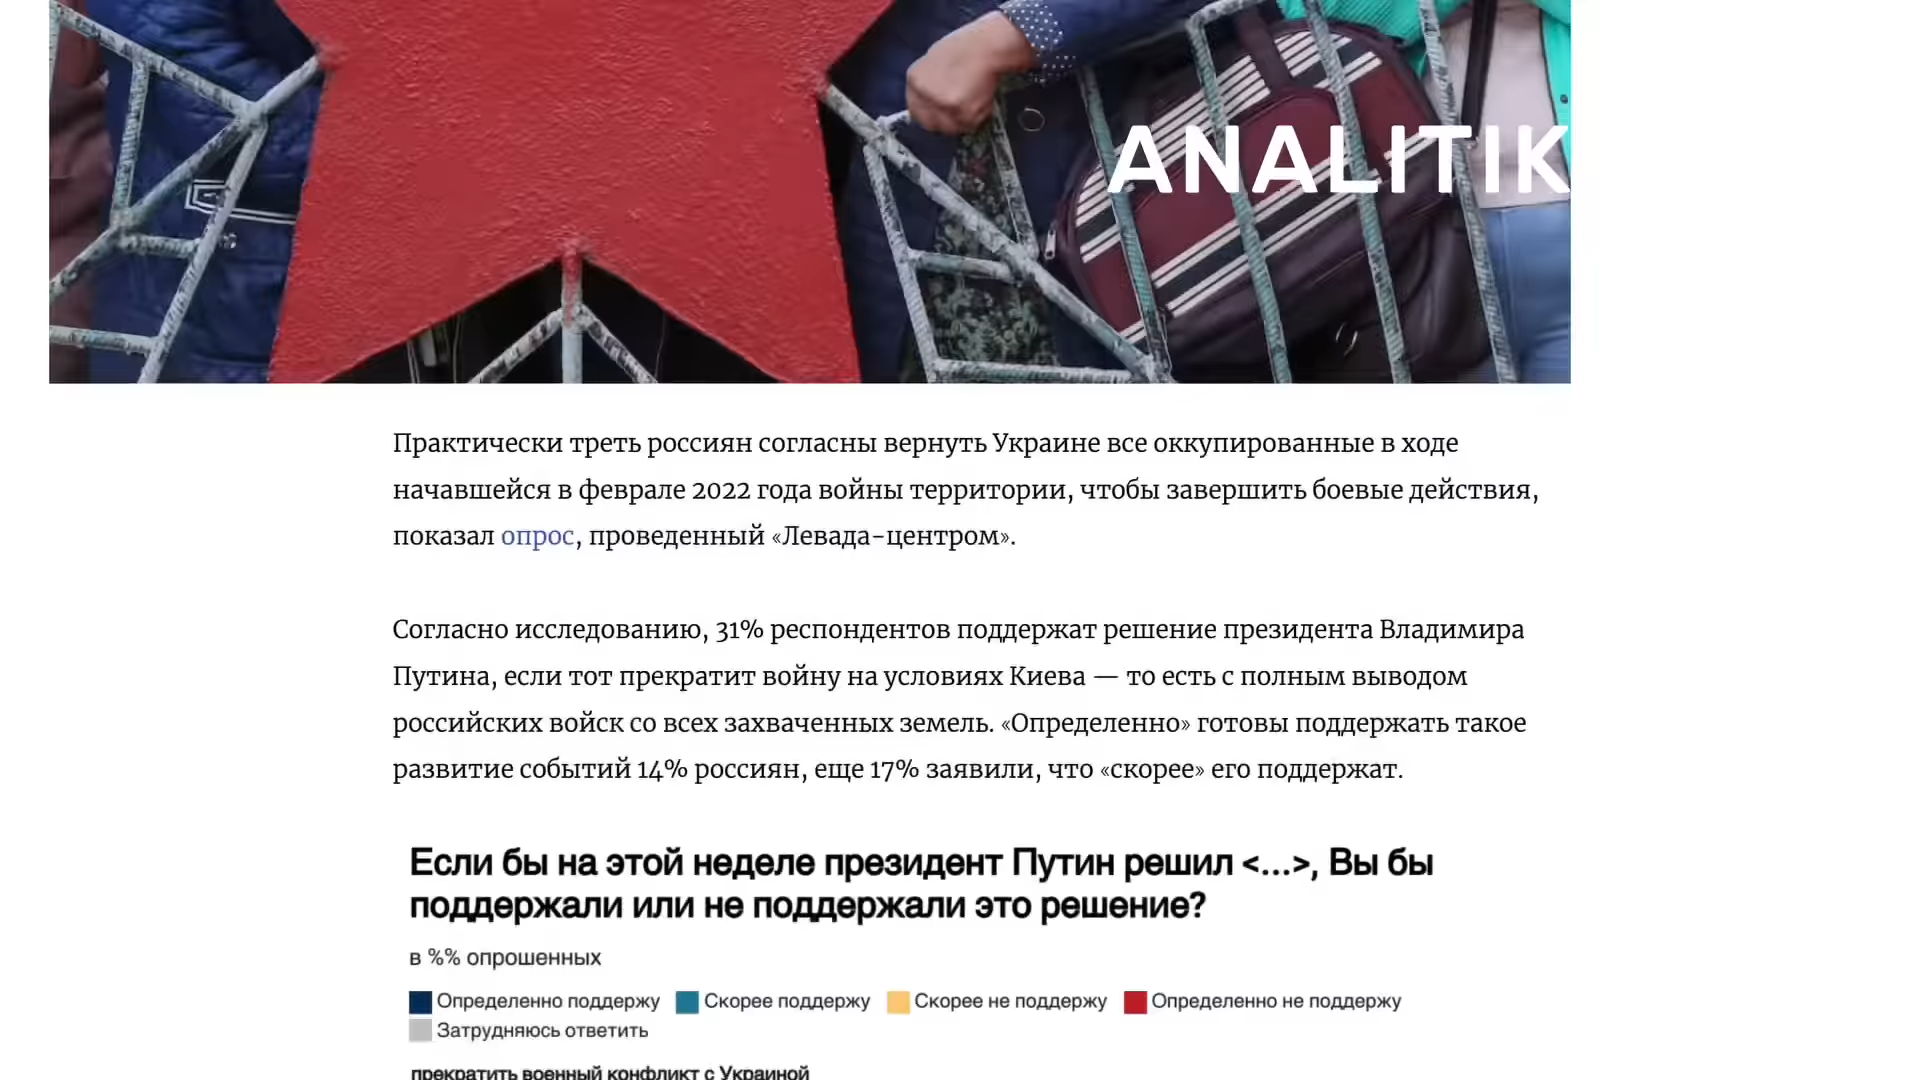 ANALITIK
Практически треть россиян согласны вернуть Украине все оккупированные в ходе
начавшейся в феврале 2022 года войны территории, чтобы завершить боевые действия,
показал опрос, проведенный «Левада-центром».
Согласно исследованию, 31% респондентов поддержат решение президента Владимира
Путина, если тот прекратит войну на условиях Киева — то есть с полным выводом
российских войск со всех захваченных земель. «Определенно» готовы поддержать такое
развитие событий 14% россиян, еще 17% заявили, что «скорее» его поддержат.
Если бы на этой неделе президент Путин решил <...>, Вы бы
поддержали или не поддержали это решение?
в %% опрошенных
Определенно поддержу Скорее поддержу Скорее не поддержу Определенно не поддержу
Затрудняюсь ответить
прекратить военный конфликт с Украиной